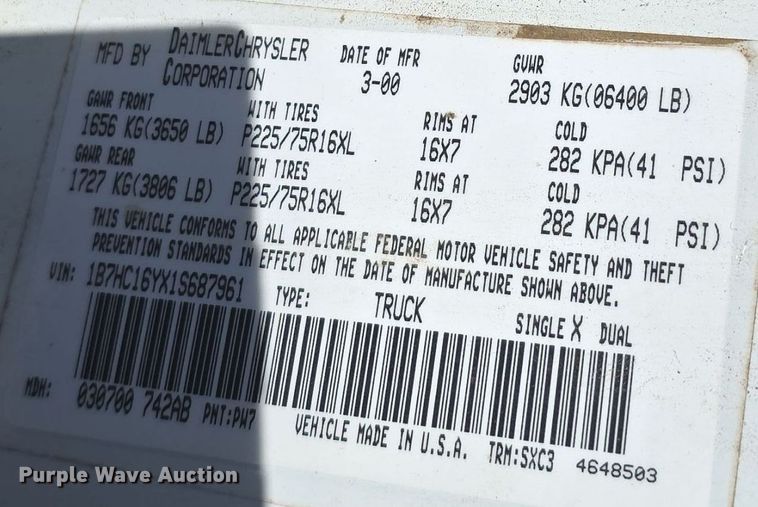 MFD BY DAIMLERCHRYSLER CORPORATION DATE OF MFR 3-00 GVWR 2903 KG(06400 LB)
GAWR FRONT WITH TIRES RIMS AT COLD
1656 KG(3650 LB) P225/75R16XL 16X7 282 KPA(41 PSI)
GAWR REAR WITH TIRES RIMS AT COLD
1727 KG(3806 LB) P225/75R16XL 16X7 282 KPA(41 PSI)
THIS VEHICLE CONFORMS TO ALL APPLICABLE FEDERAL MOTOR VEHICLE SAFETY AND THEFT
PREVENTION STANDARDS IN EFFECT ON THE DATE OF MANUFACTURE SHOWN ABOVE.
VIN: 1B7HC16YX1S687961 TYPE: TRUCK SINGLE X DUAL
MDH: 030700 742AB PNT:PW7 VEHICLE MADE IN U.S.A. TRM:SXC3 4648503
Purple Wave Auction